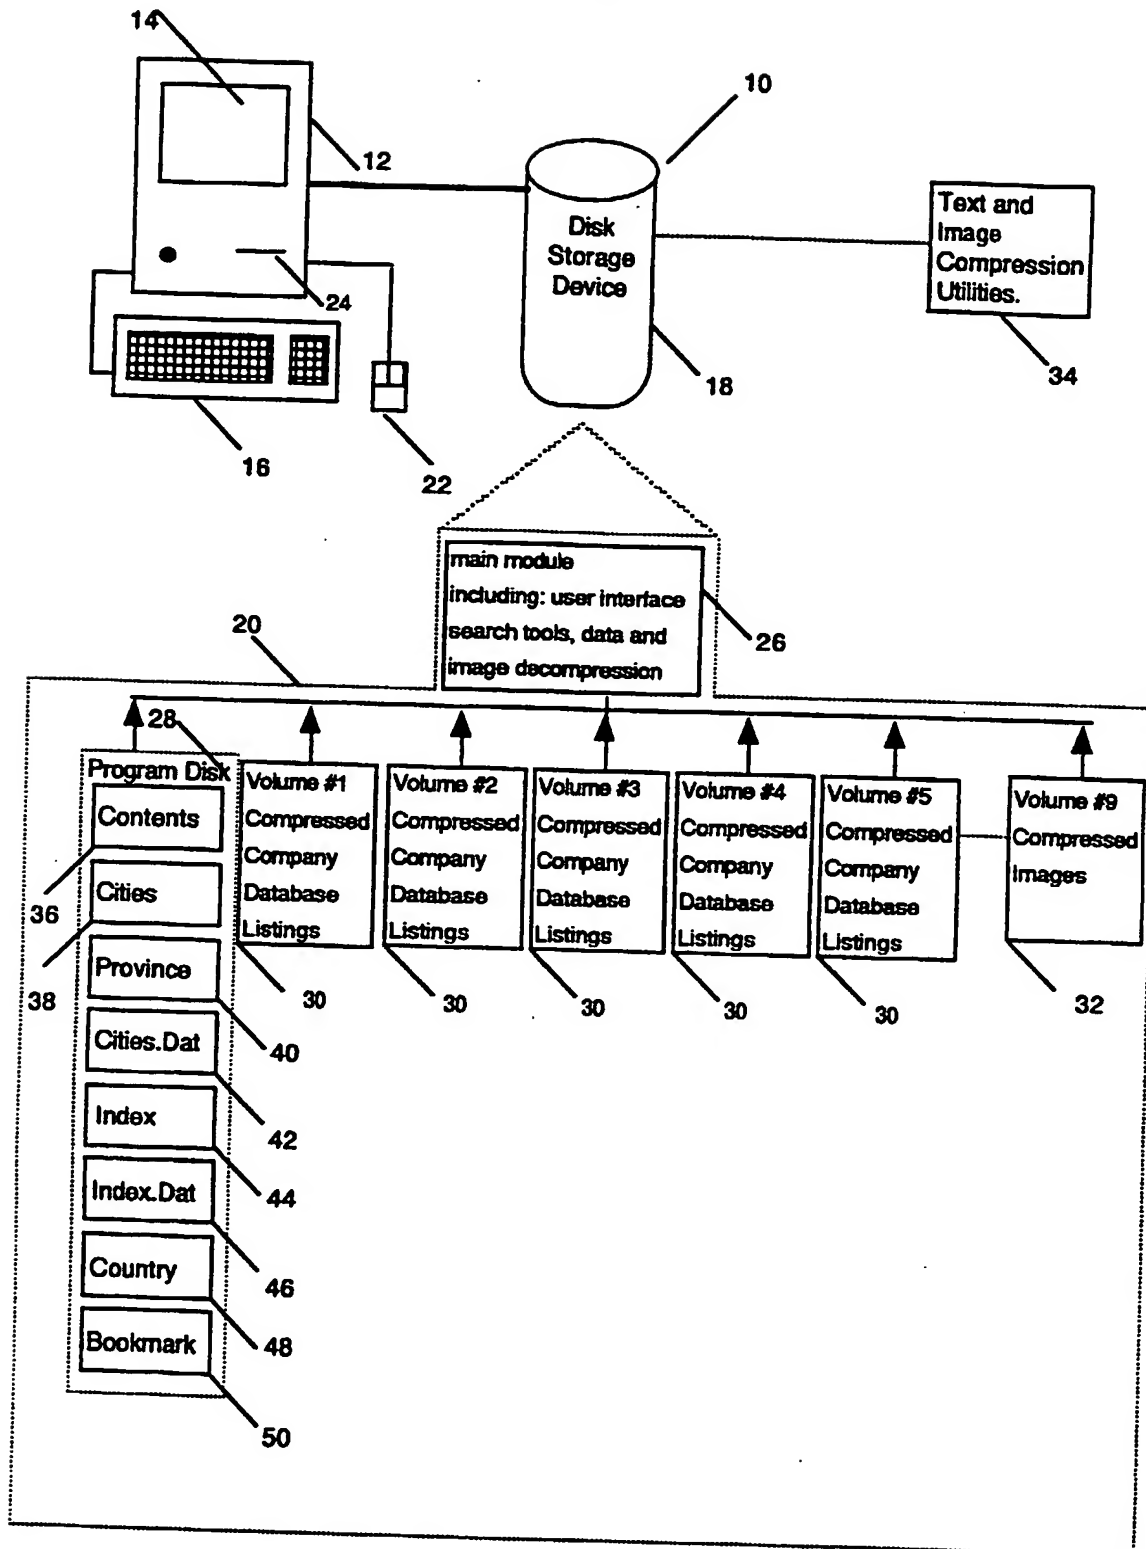 14
10
12
Disk
Storage
Device
Text and
Image
Compression
Utilities.
24
18
34
16
22
main module
including: user interface
search tools, data and
image decompression
26
20
28
Program Disk
Contents
36
Cities
38
Province
40
Cities.Dat
42
Index
44
Index.Dat
46
Country
48
Bookmark
50
Volume #1
Compressed
Company
Database
Listings
30
Volume #2
Compressed
Company
Database
Listings
30
Volume #3
Compressed
Company
Database
Listings
30
Volume #4
Compressed
Company
Database
Listings
30
Volume #5
Compressed
Company
Database
Listings
30
Volume #9
Compressed
Images
32